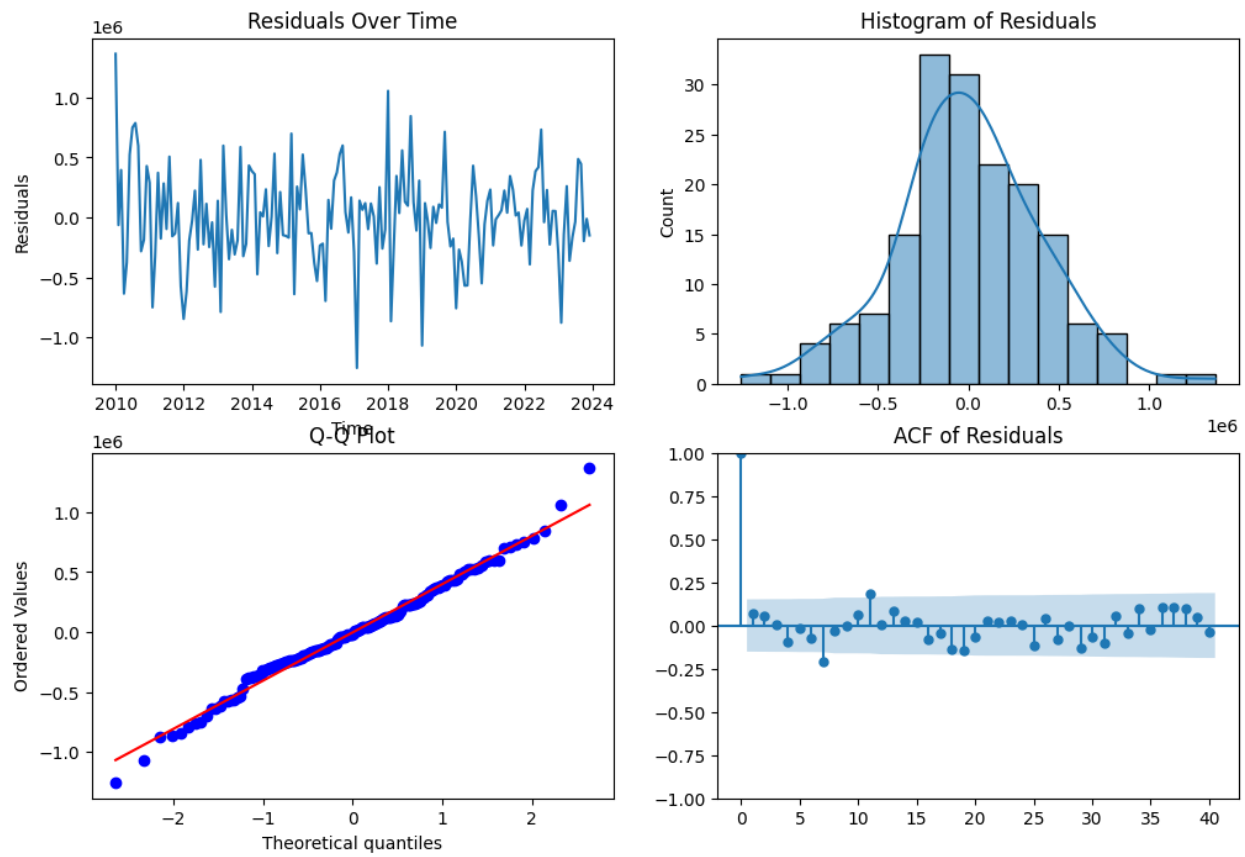 Residuals Over Time
1e6
Residuals
1.0
0.5
0.0
−0.5
−1.0
2010 2012 2014 2016 2018 2020 2022 2024
Time
Histogram of Residuals
Count
30
25
20
15
10
5
0
−1.0 −0.5 0.0 0.5 1.0
1e6
Q-Q Plot
1e6
Ordered Values
1.0
0.5
0.0
−0.5
−1.0
−2 −1 0 1 2
Theoretical quantiles
ACF of Residuals
1.00
0.75
0.50
0.25
0.00
−0.25
−0.50
−0.75
−1.00
0 5 10 15 20 25 30 35 40